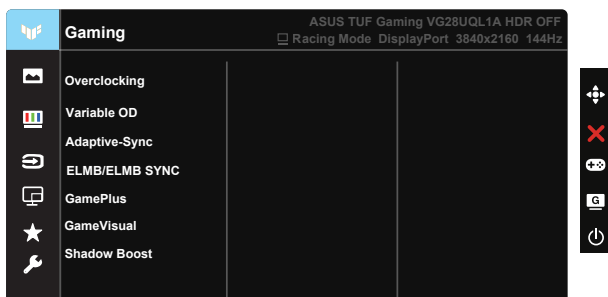 Gaming
ASUS TUF Gaming VG28UQL1A HDR OFF
Racing Mode DisplayPort 3840x2160 144Hz
Overclocking
Variable OD
Adaptive-Sync
ELMB/ELMB SYNC
GamePlus
GameVisual
Shadow Boost
G